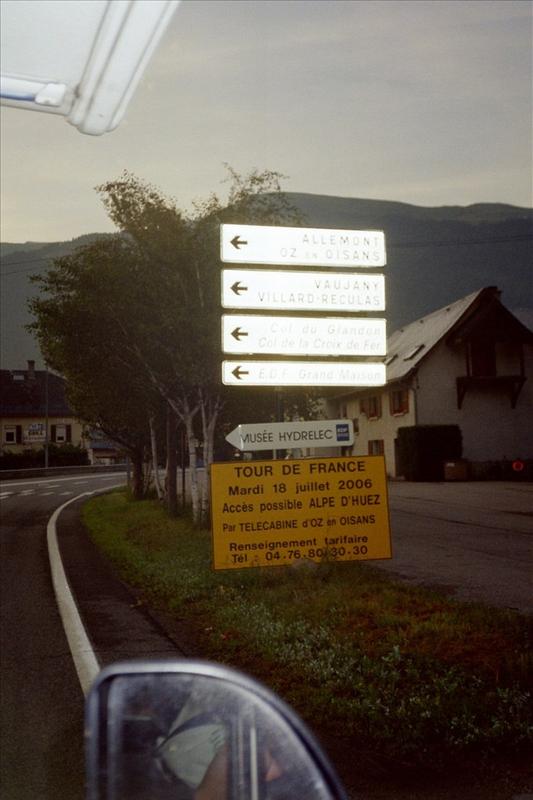 ALLEMONT
OZ EN OISANS
VAUJANY
VILLARD-RECULAS
Col du Glandon
Col de la Croix de Fer
E.D.F. Grand Maison
MUSÉE HYDRELEC EDF
TOUR DE FRANCE
Mardi 18 juillet 2006
Accès possible ALPE D'HUEZ
Par TELECABINE d'OZ en OISANS
Renseignement tarifaire
Tél : 04.76.80.30.30